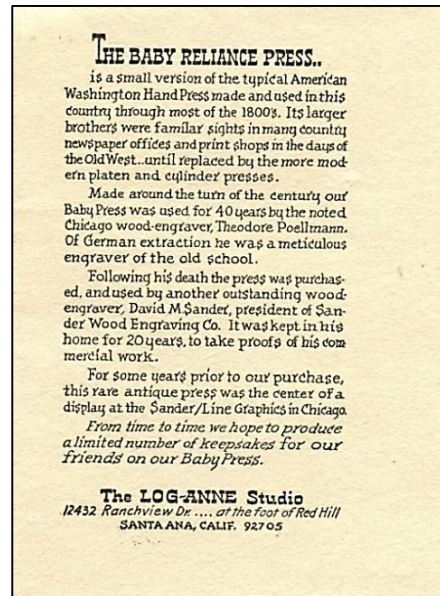 THE BABY RELIANCE PRESS..
is a small version of the typical American
Washington Hand Press made and used in this
country through most of the 1800's. Its larger
brothers were familar sights in many country
newspaper offices and print shops in the days of
the Old West..until replaced by the more mod-
ern platen and cylinder presses.
Made around the turn of the century our
Baby Press was used for 40 years by the noted
Chicago wood-engraver, Theodore Poellmann.
Of German extraction he was a meticulous
engraver of the old school.
Following his death the press was purchas-
ed, and used by another outstanding wood-
engraver, David M. Sander, president of San-
der Wood Engraving Co. It was kept in his
home for 20 years, to take proofs of his com
mercial work.
For some years prior to our purchase,
this rare antique press was the center of a
display at the Sander/Line Graphics in Chicago.
From time to time we hope to produce
a limited number of keepsakes for our
friends on our Baby Press.
The LOG-ANNE Studio
12432 Ranchview Dr. .... at the foot of Red Hill
SANTA ANA, CALIF. 92705